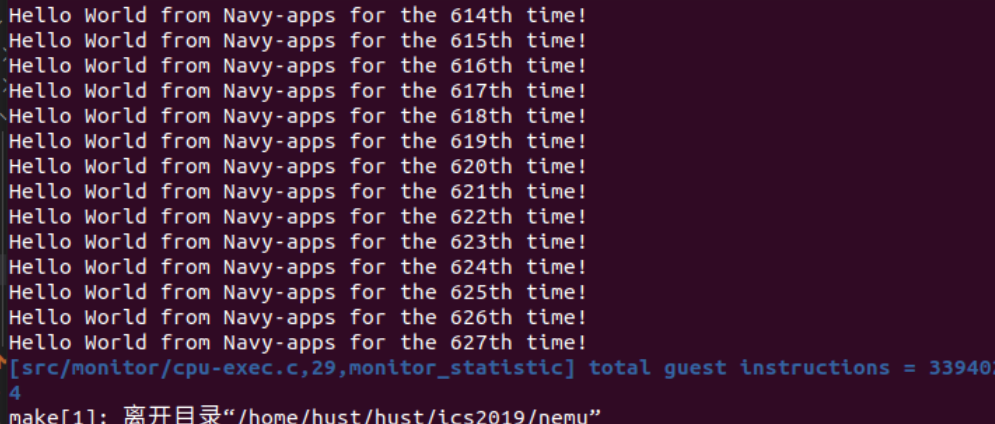 Hello World from Navy-apps for the 614th time!
Hello World from Navy-apps for the 615th time!
Hello World from Navy-apps for the 616th time!
Hello World from Navy-apps for the 617th time!
Hello World from Navy-apps for the 618th time!
Hello World from Navy-apps for the 619th time!
Hello World from Navy-apps for the 620th time!
Hello World from Navy-apps for the 621th time!
Hello World from Navy-apps for the 622th time!
Hello World from Navy-apps for the 623th time!
Hello World from Navy-apps for the 624th time!
Hello World from Navy-apps for the 625th time!
Hello World from Navy-apps for the 626th time!
Hello World from Navy-apps for the 627th time!
[src/monitor/cpu-exec.c,29,monitor_statistic] total guest instructions = 339402
4
make[1]: 离开目录“/home/hust/hust/ics2019/nemu”